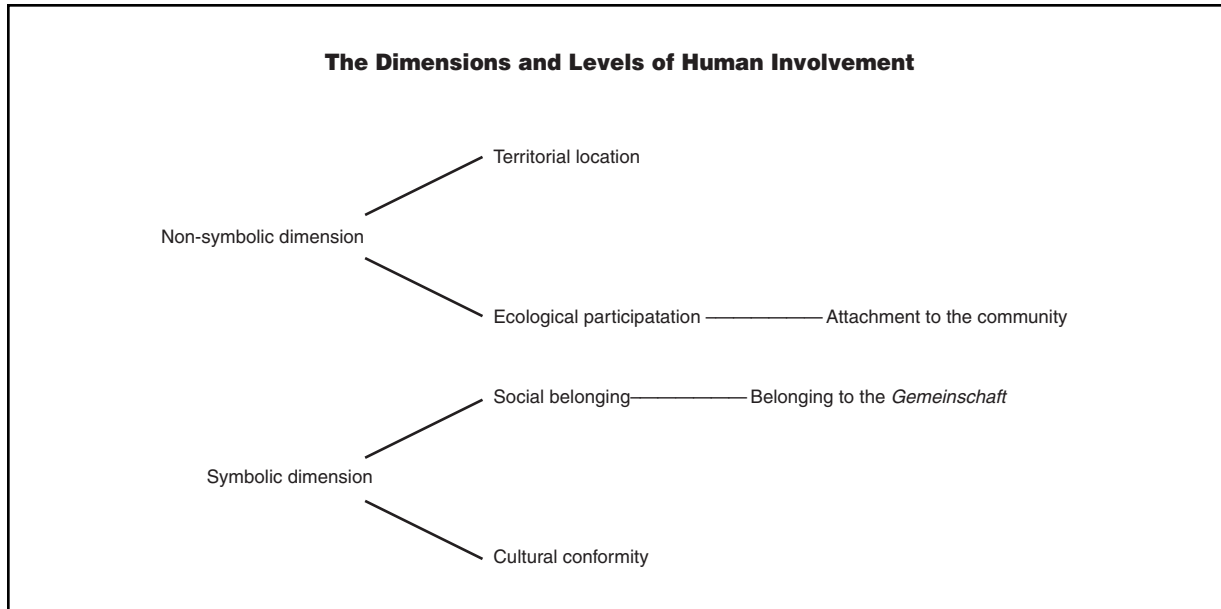 The Dimensions and Levels of Human Involvement
Territorial location
Non-symbolic dimension
Ecological participatation Attachment to the community
Social belonging Belonging to the Gemeinschaft
Symbolic dimension
Cultural conformity